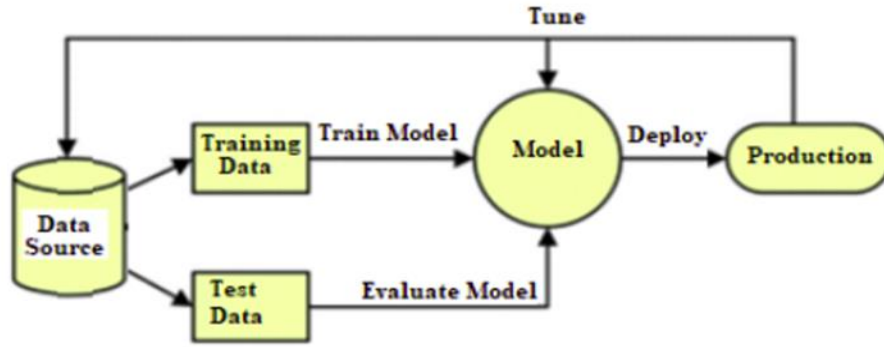 Tune
Training
Data
Train Model
Model
Deploy
Production
Data
Source
Test
Data
Evaluate Model